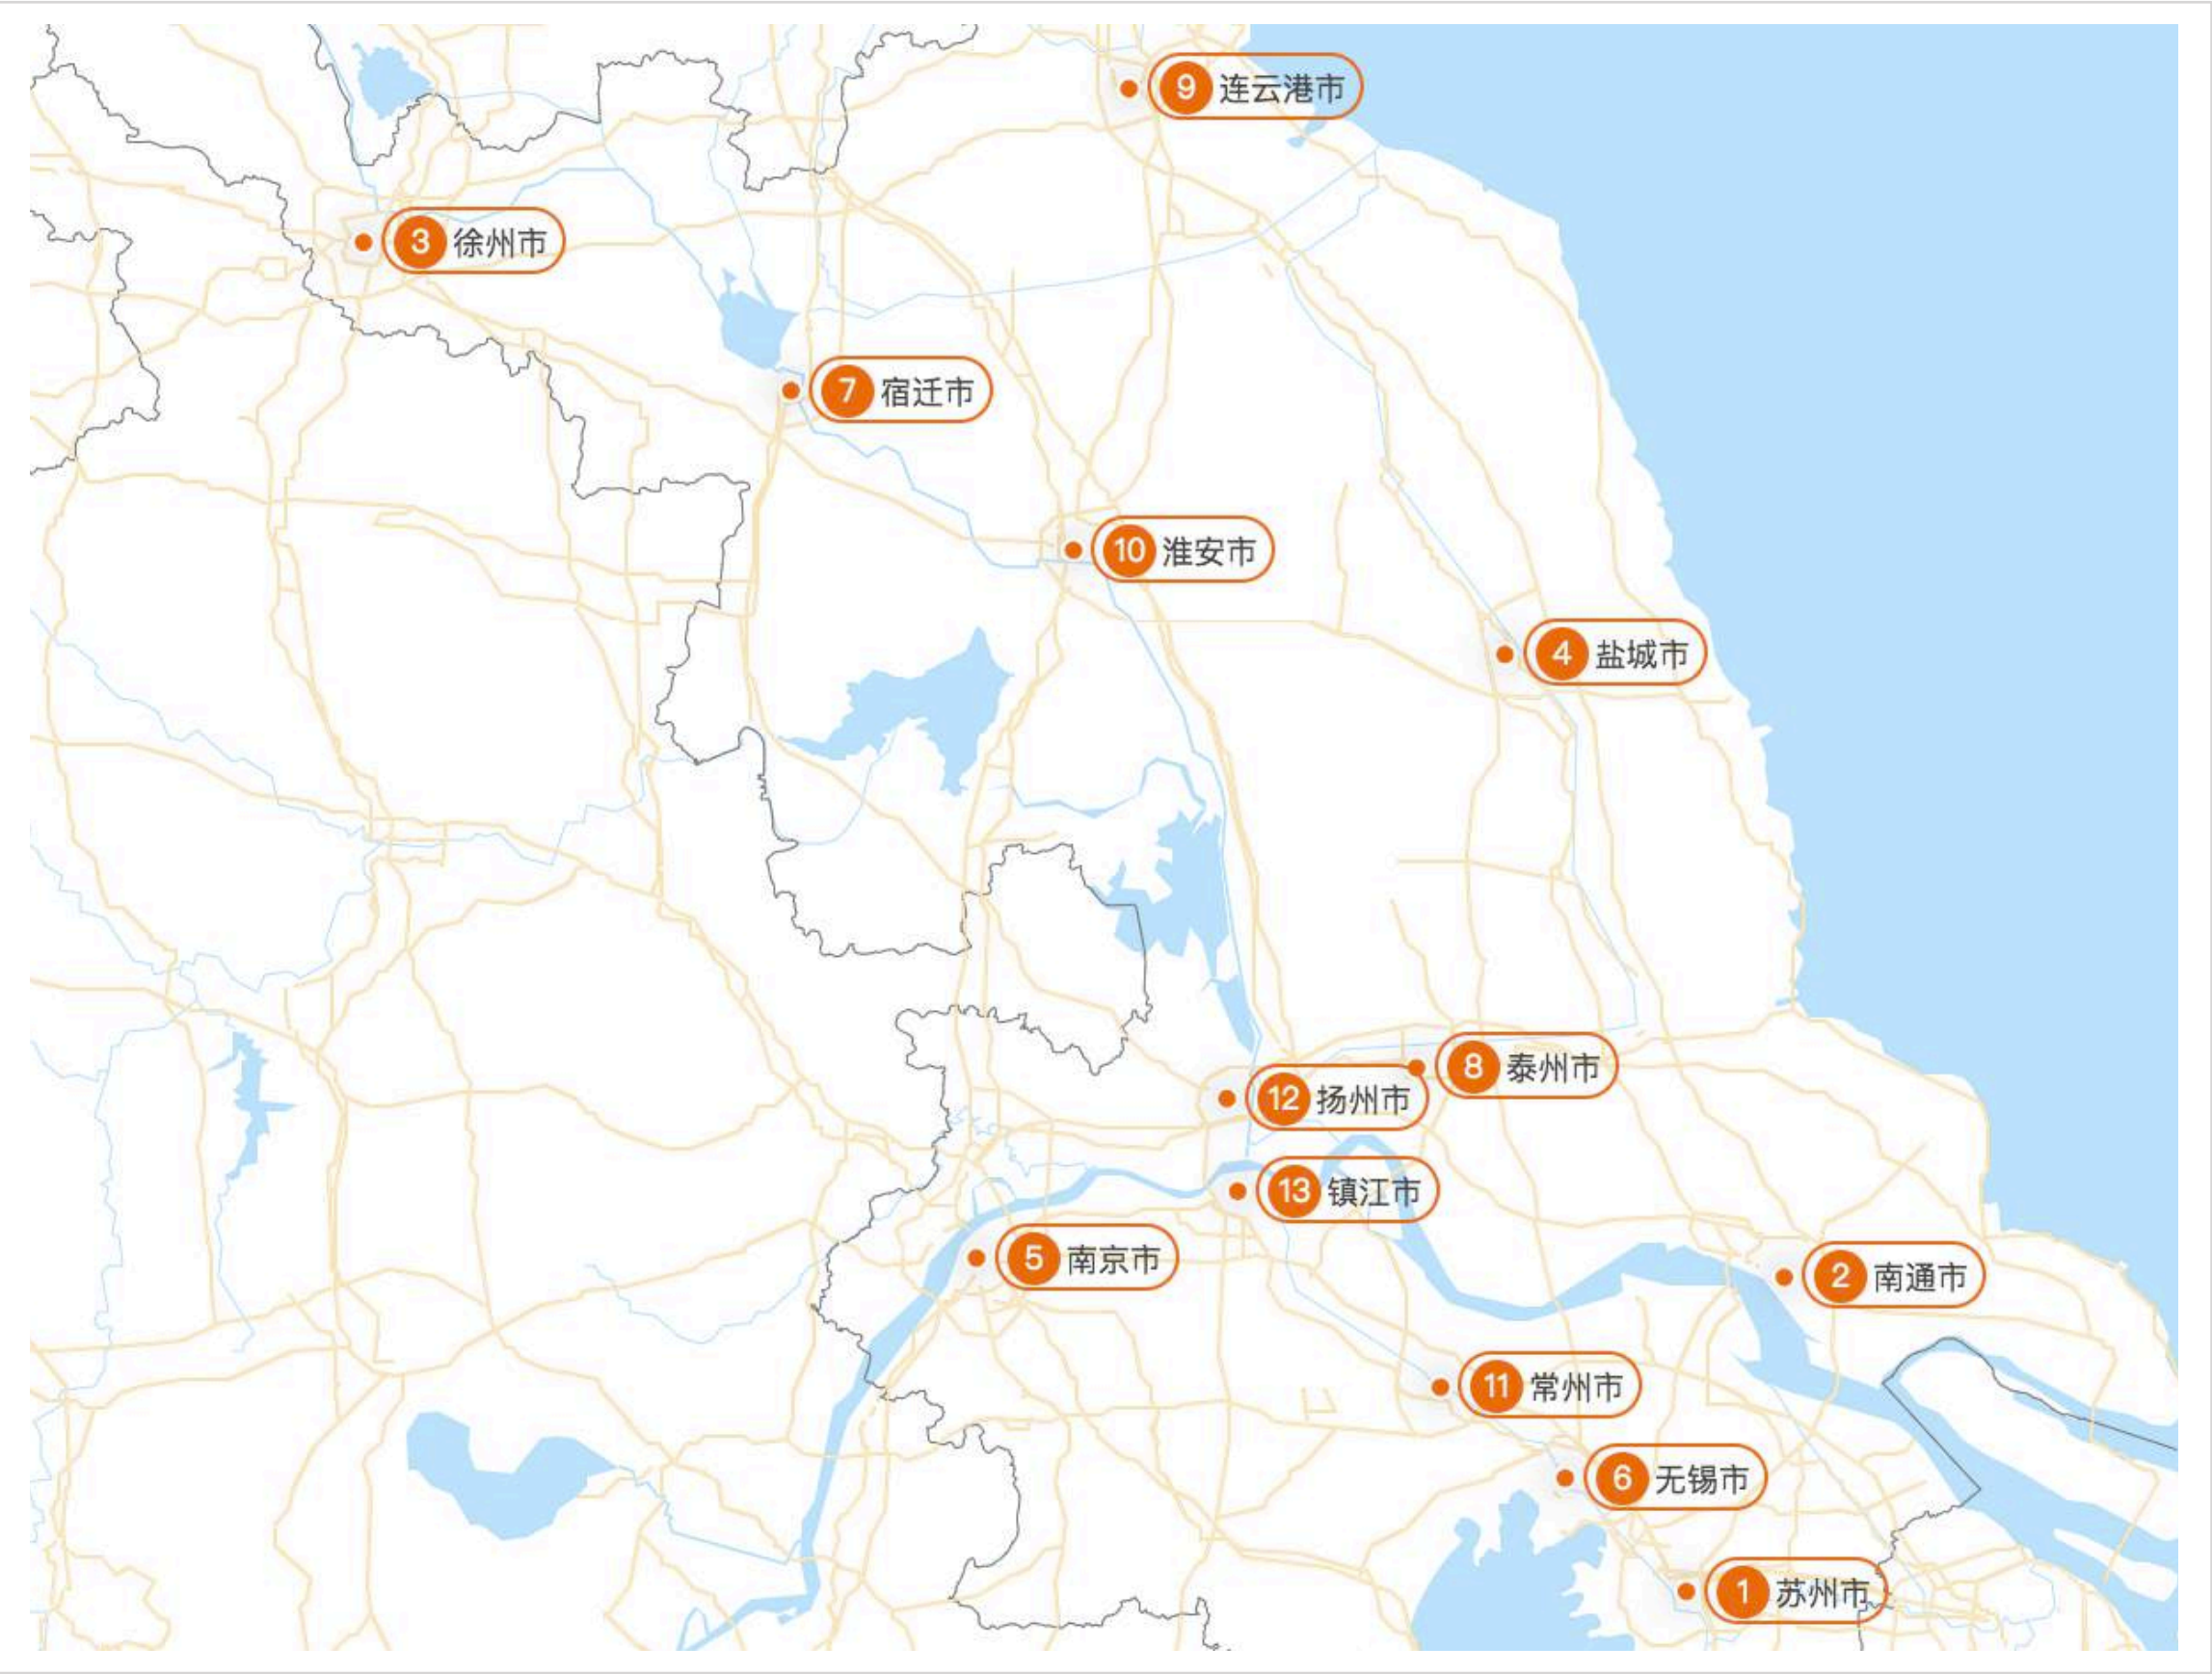 9 连云港市
3 徐州市
7 宿迁市
10 淮安市
4 盐城市
8 泰州市
12 扬州市
13 镇江市
5 南京市
2 南通市
11 常州市
6 无锡市
1 苏州市